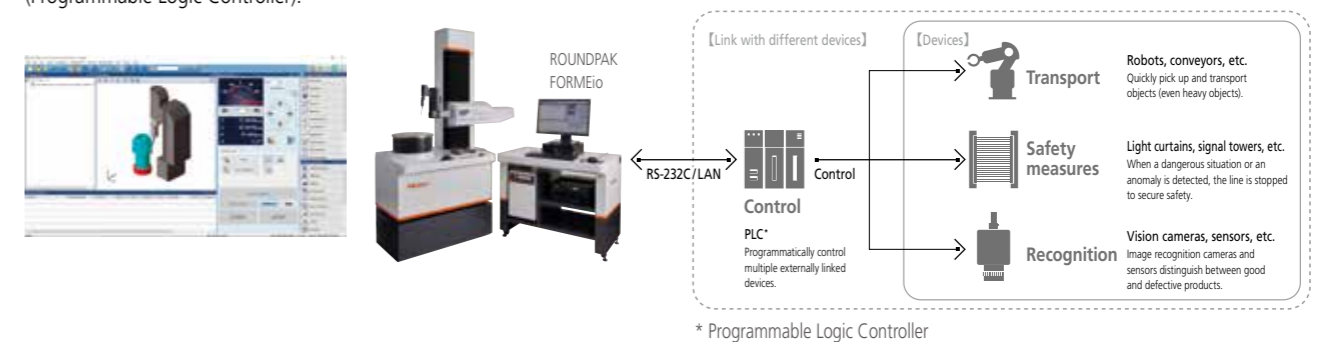 (Programmable Logic Controller).
ROUNDPAK
FORMEio
RS-232C/LAN
【Link with different devices】
Control
Control
PLC*
Programmatically control
multiple externally linked
devices.
【Devices】
Transport
Robots, conveyors, etc.
Quickly pick up and transport
objects (even heavy objects).
Safety
measures
Light curtains, signal towers, etc.
When a dangerous situation or an
anomaly is detected, the line is stopped
to secure safety.
Recognition
Vision cameras, sensors, etc.
Image recognition cameras and
sensors distinguish between good
and defective products.
* Programmable Logic Controller